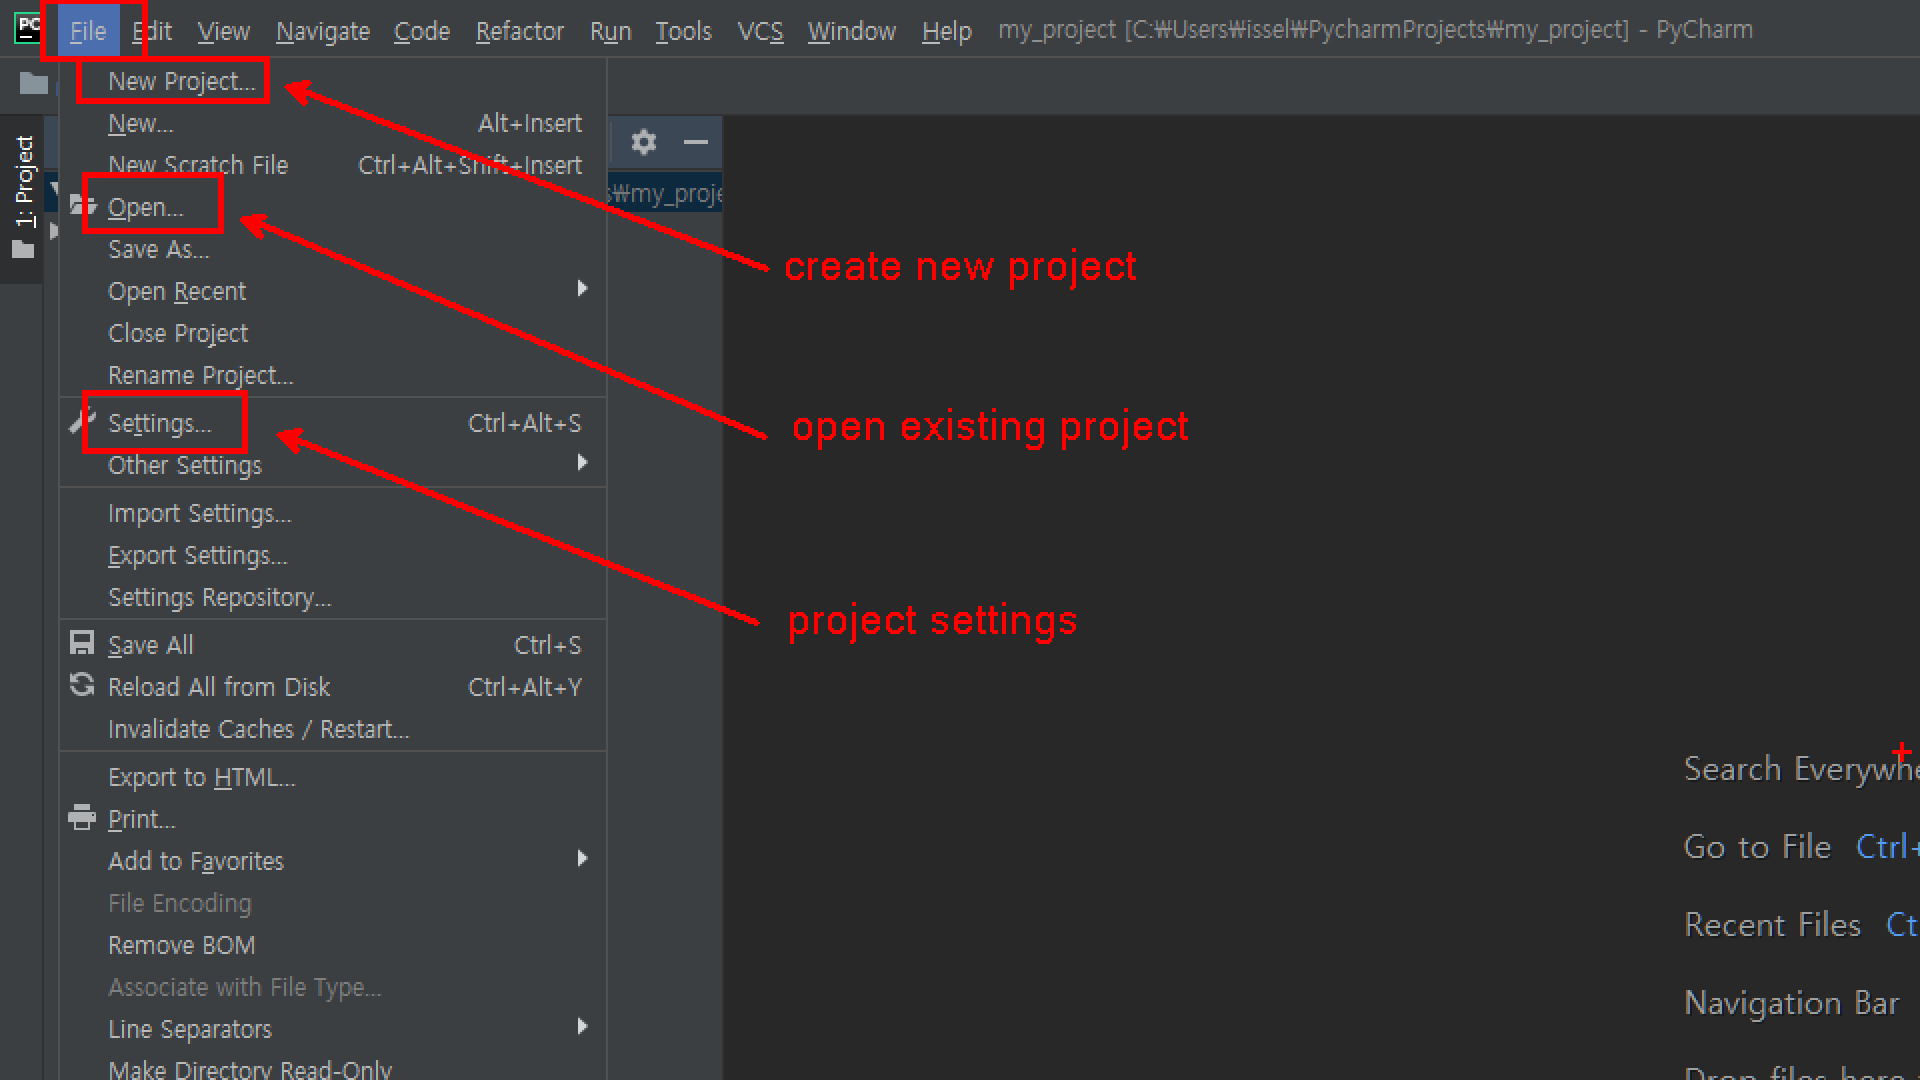 PC File Edit View Navigate Code Refactor Run Tools VCS Window Help my_project [C:₩Users₩issel₩PycharmProjects₩my_project] - PyCharm
New Project...
New... Alt+Insert
New Scratch File Ctrl+Alt+Shift+Insert
1: Project
s₩my_proje
Open...
Save As...
create new project
Open Recent
Close Project
Rename Project...
Settings... Ctrl+Alt+S
open existing project
Other Settings
Import Settings...
Export Settings...
Settings Repository...
project settings
Save All Ctrl+S
Reload All from Disk Ctrl+Alt+Y
Invalidate Caches / Restart...
Export to HTML...
Print...
Add to Favorites
File Encoding
Remove BOM
Associate with File Type...
Line Separators
Make Directory Read-Only
Search Everywhe
Go to File Ctrl+
Recent Files Ct
Navigation Bar
Drop files here